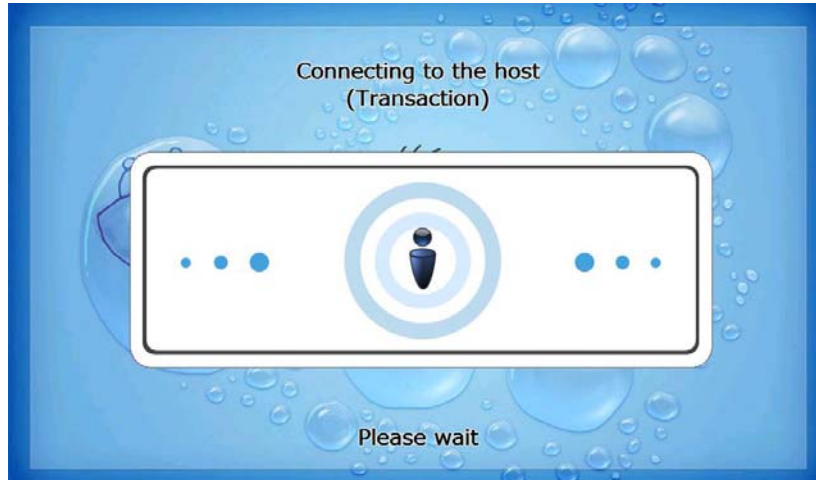 Connecting to the host
(Transaction)
Please wait